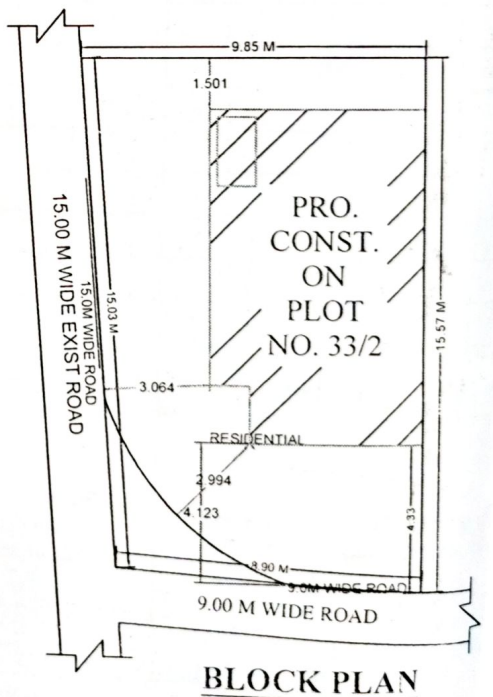 9.85 M
1.501
PRO.
CONST.
ON
PLOT
NO. 33/2
15.00 M WIDE EXIST ROAD
15.0M WIDE ROAD
15.03 M
15.57 M
3.064
RESIDENTIAL
2.994
4.123
4.33
8.90 M
9.0M WIDE ROAD
9.00 M WIDE ROAD
BLOCK PLAN